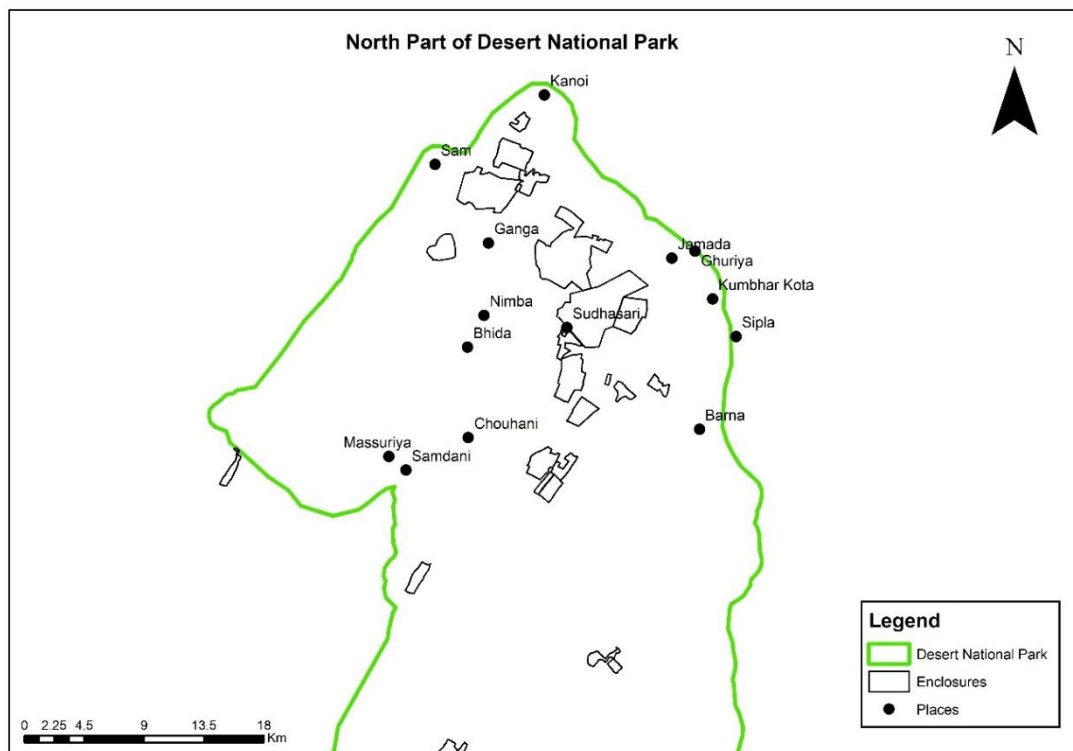 North Part of Desert National Park
N
Kanoi
Sam
Ganga
Jamada
Ghuriya
Kumbhar Kota
Nimba
Sudhasari
Sipla
Bhida
Barna
Chouhani
Massuriya
Samdani
Legend
Desert National Park
Enclosures
Places
0 2.25 4.5 9 13.5 18
Km